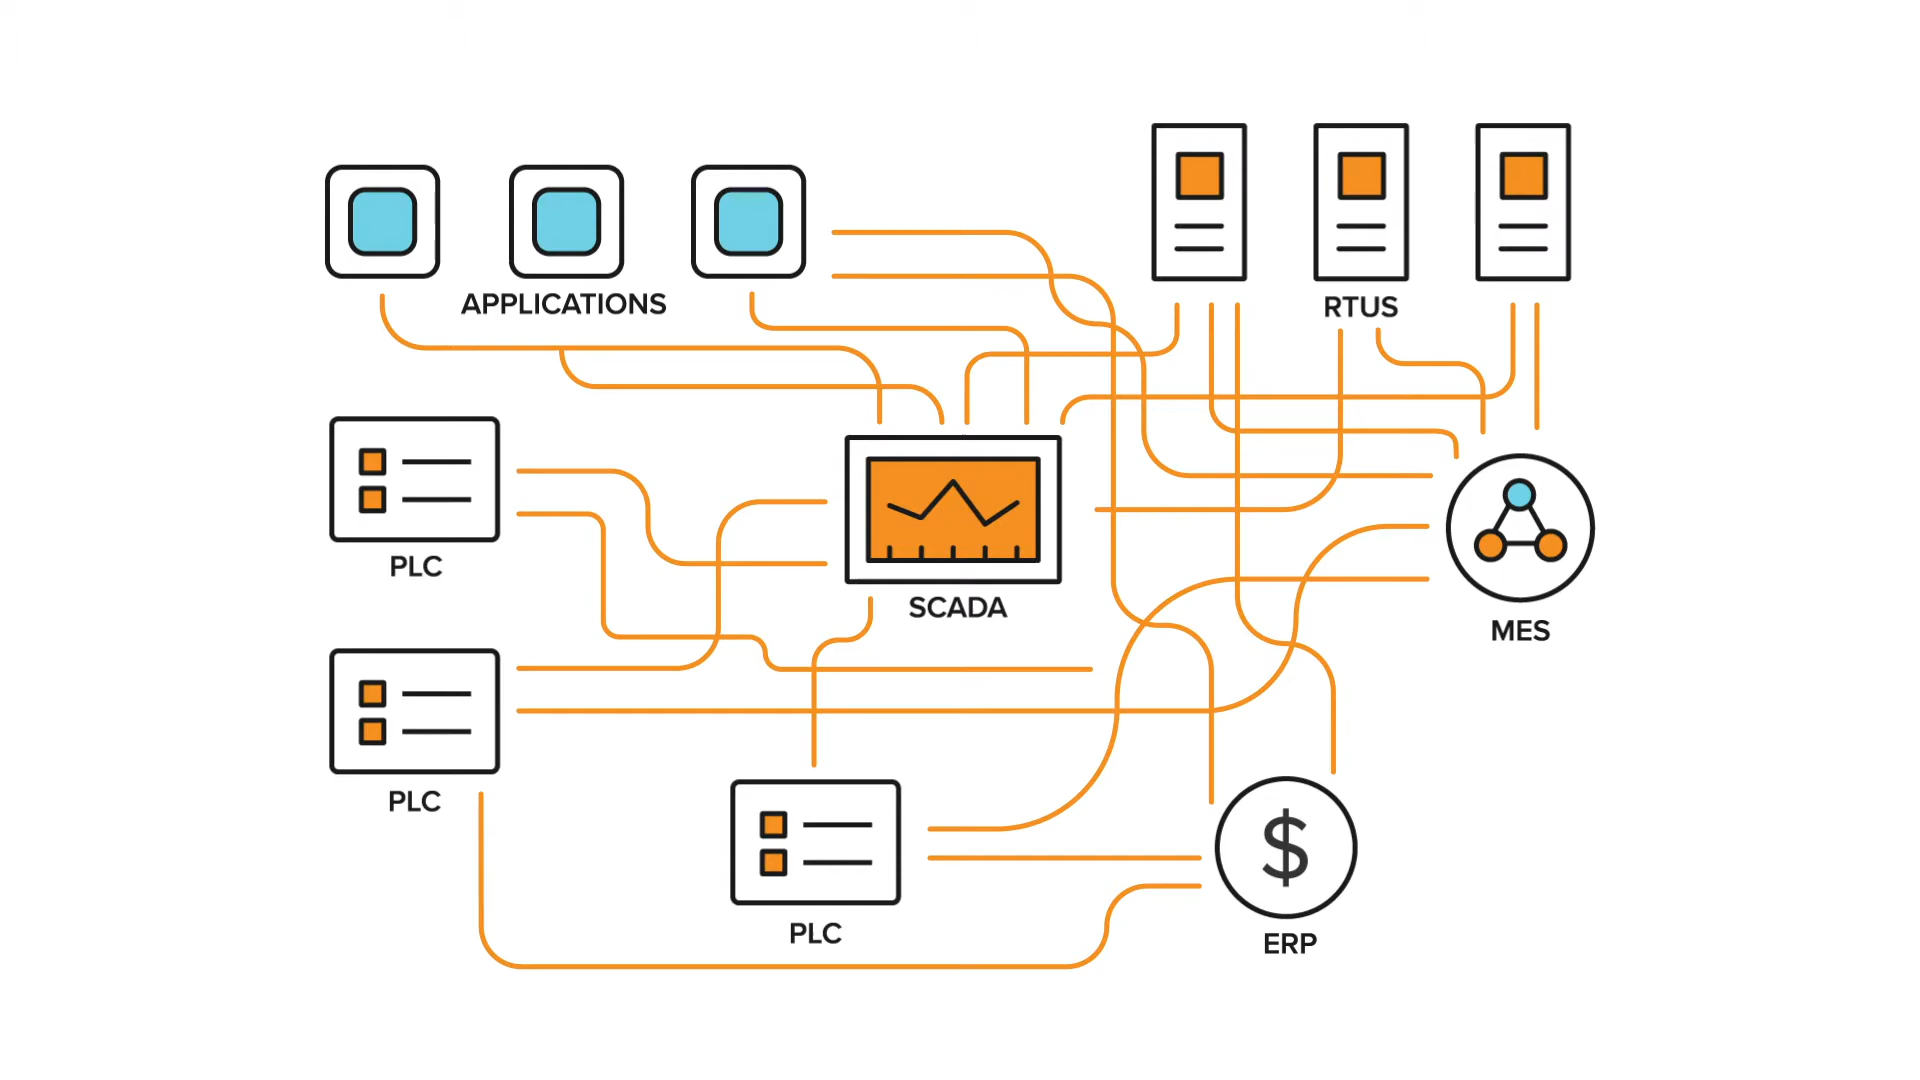 APPLICATIONS
RTUS
PLC
SCADA
MES
PLC
$
PLC
ERP